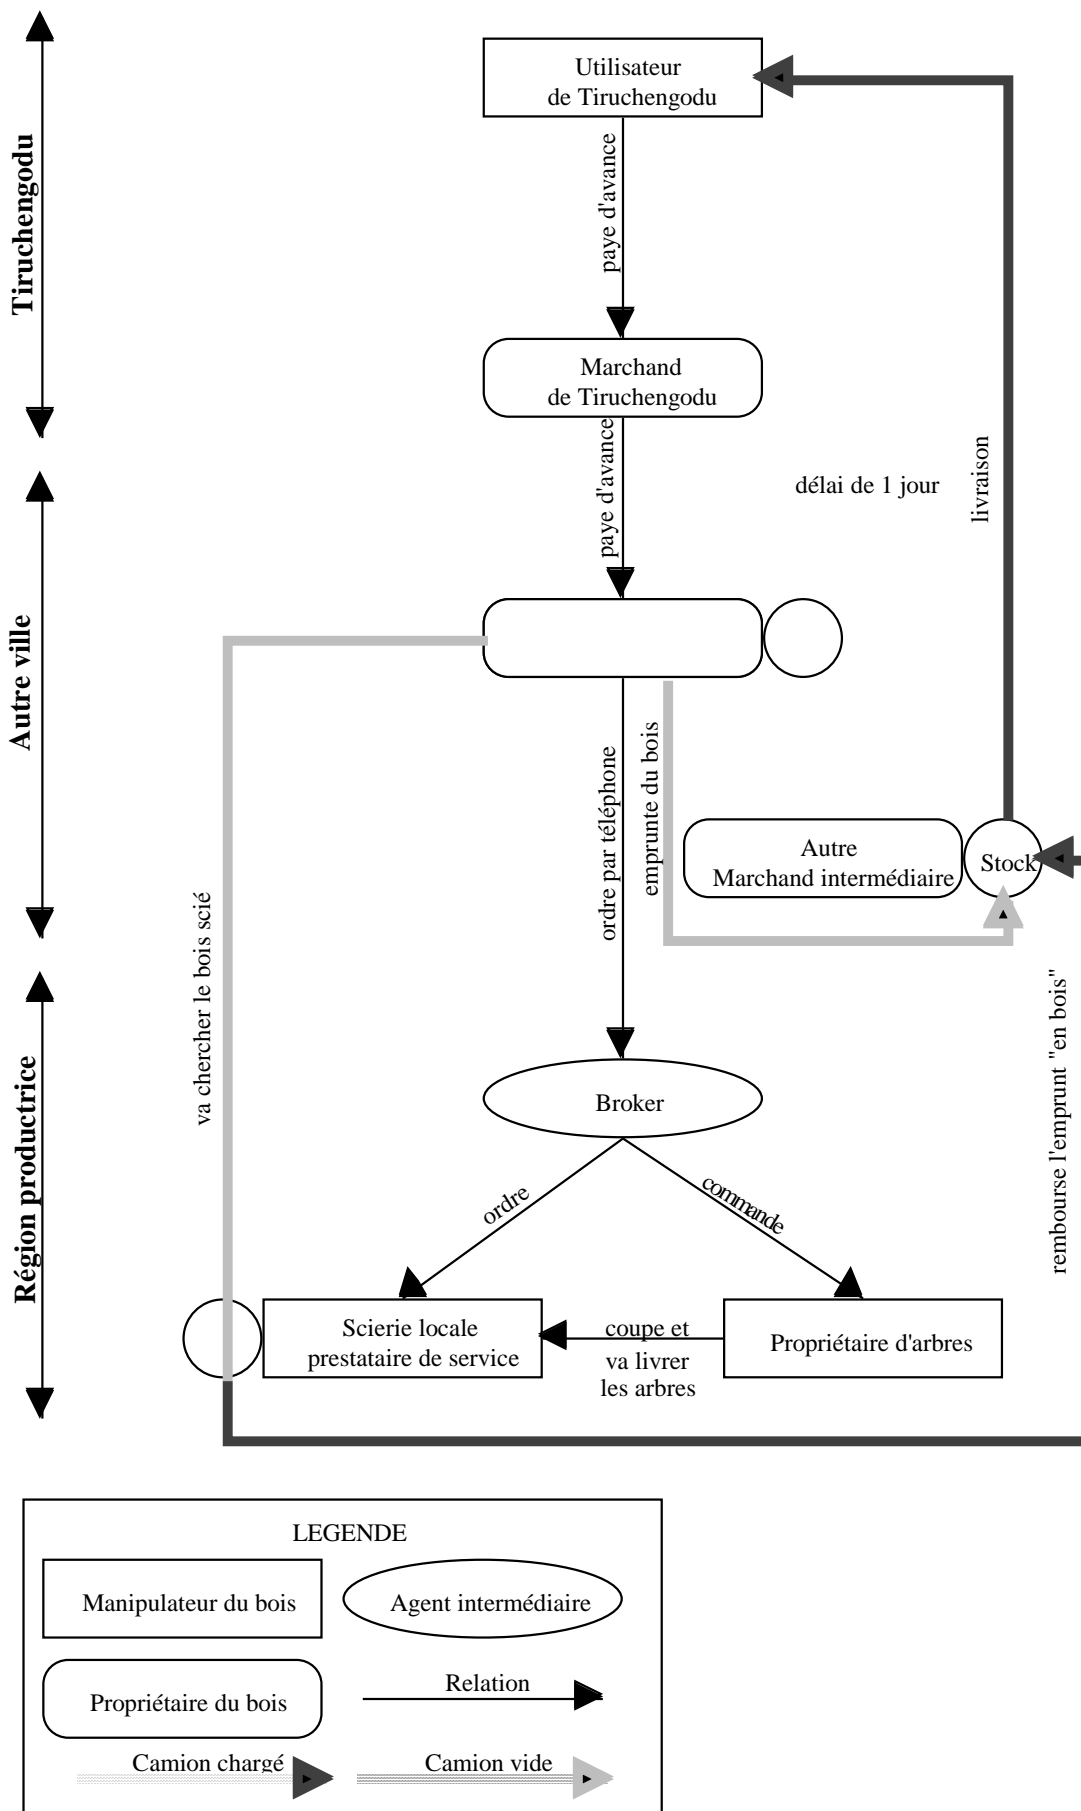 Utilisateur
de Tiruchengodu
Tiruchengodu
paye d'avance
Marchand
de Tiruchengodu
paye d'avance
délai de 1 jour
livraison
Autre ville
ordre par téléphone
emprunte du bois
Autre
Marchand intermédiaire
Stock
va chercher le bois scié
rembourse l'emprunt "en bois"
Région productrice
Broker
ordre
commande
Scierie locale
prestataire de service
coupe et
va livrer
les arbres
Propriétaire d'arbres
LEGENDE
Manipulateur du bois
Agent intermédiaire
Propriétaire du bois
Relation
Camion chargé
Camion vide